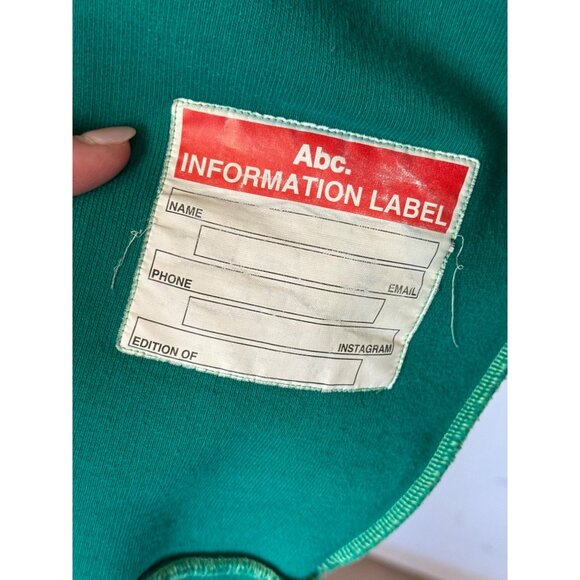 Abc.
INFORMATION LABEL
NAME
EMAIL
PHONE
INSTAGRAM
EDITION OF